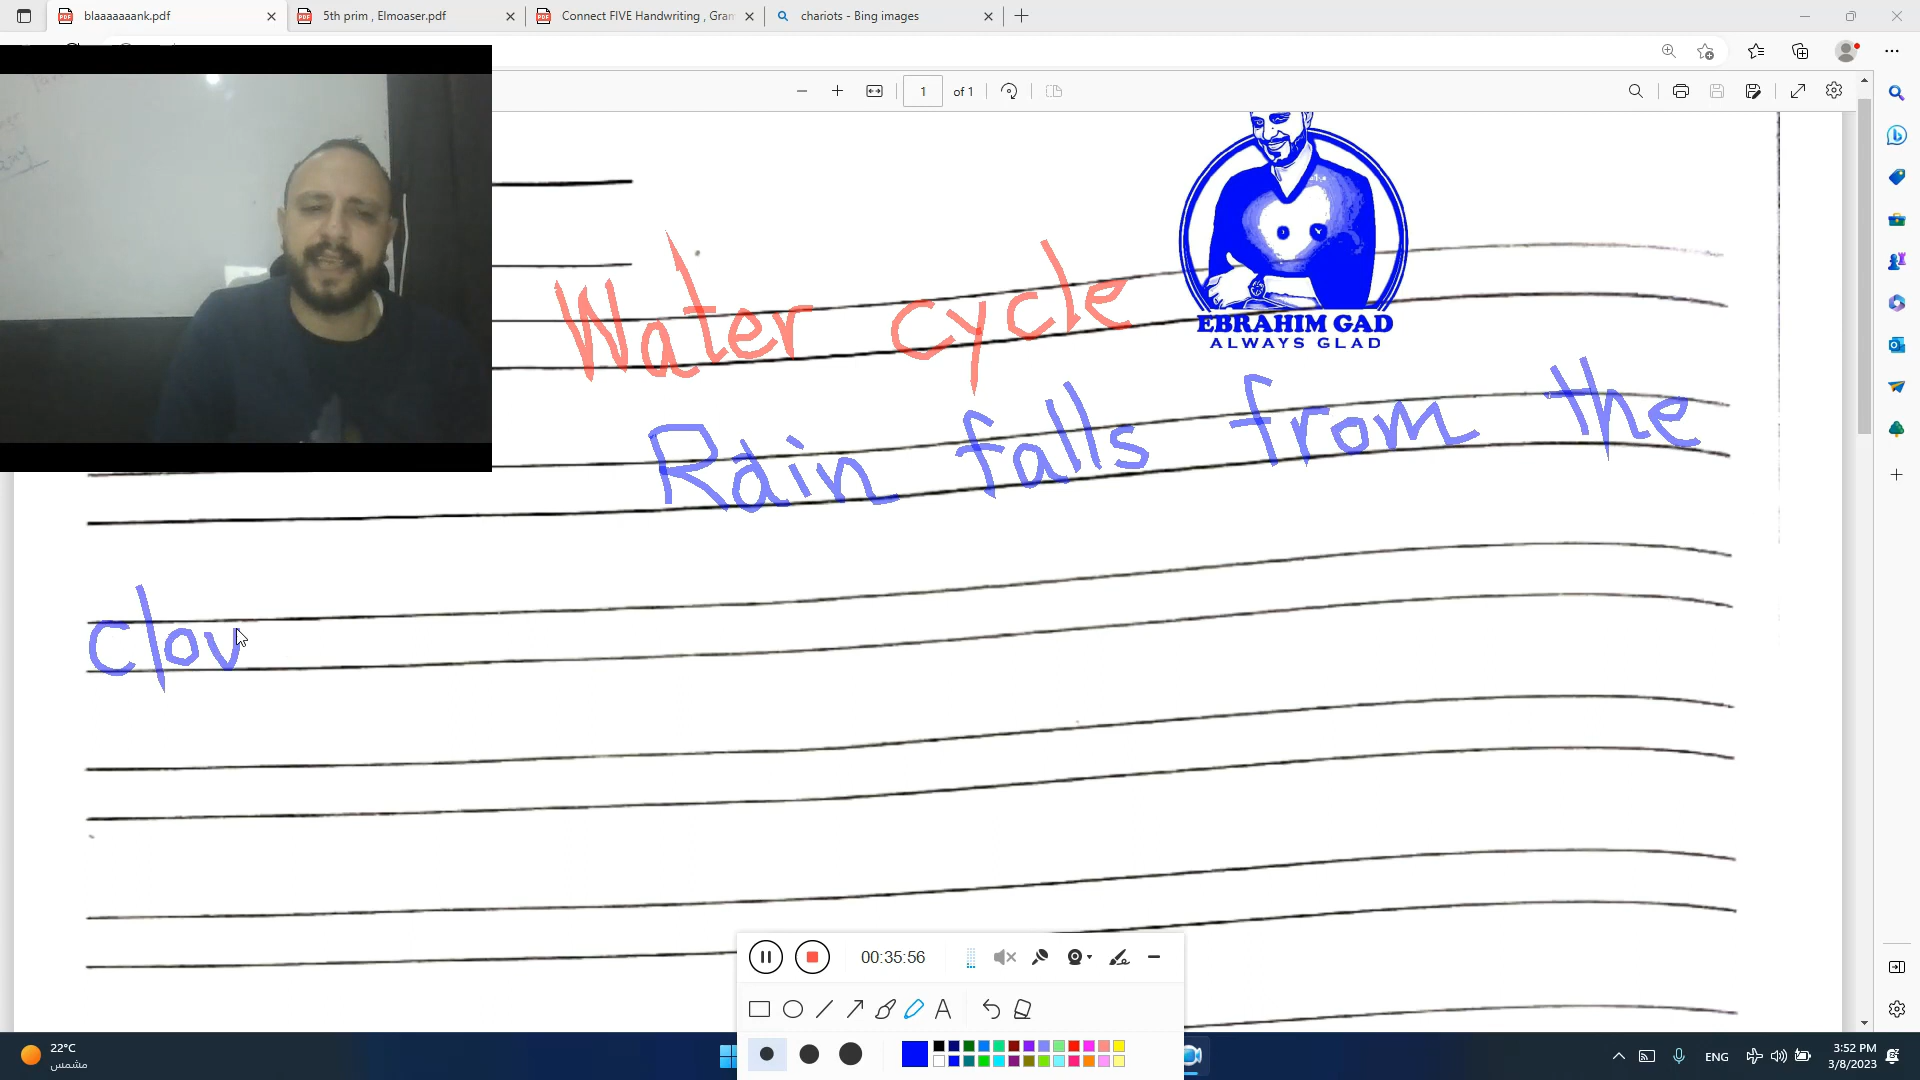 blaaaaaaank.pdf
5th prim , Elmoaser.pdf
Connect FIVE Handwriting , Gram
chariots - Bing images
1 of 1
Water cycle
EBRAHIM GAD
ALWAYS GLAD
Rain falls from the
clou
00:35:56
A
22°C
مشمس
ENG
3:52 PM
3/8/2023